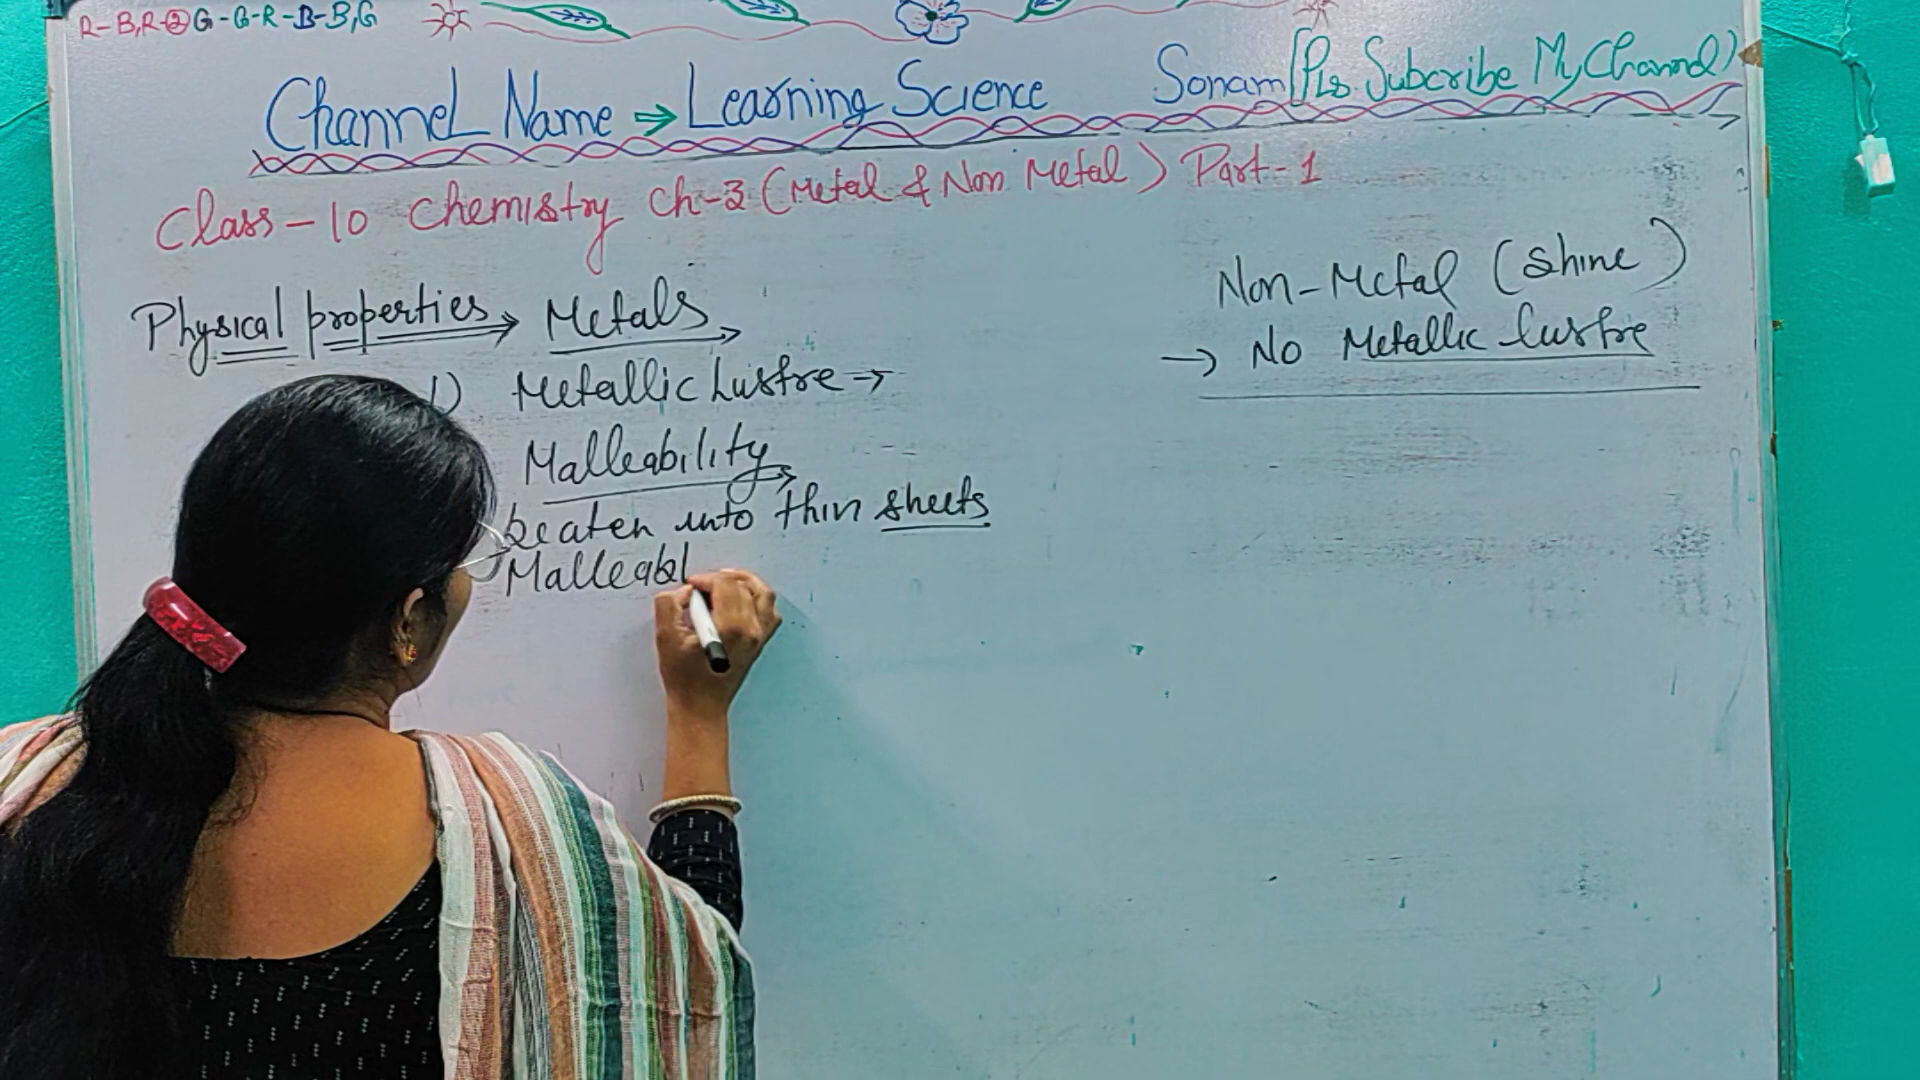 R-B,R-②G-G-R-B-B,G
Channel Name ⇒ Learning Science Sonam (Pls. Subcribe My Channel)
Class-10 Chemistry Ch-3 (Metal & Non Metal) Part-1
Physical properties → Metals
1) Metallic Lustre →
Malleability
beaten into thin sheets
Malleabl
Non-Metal (Shine)
→ No Metallic lustre